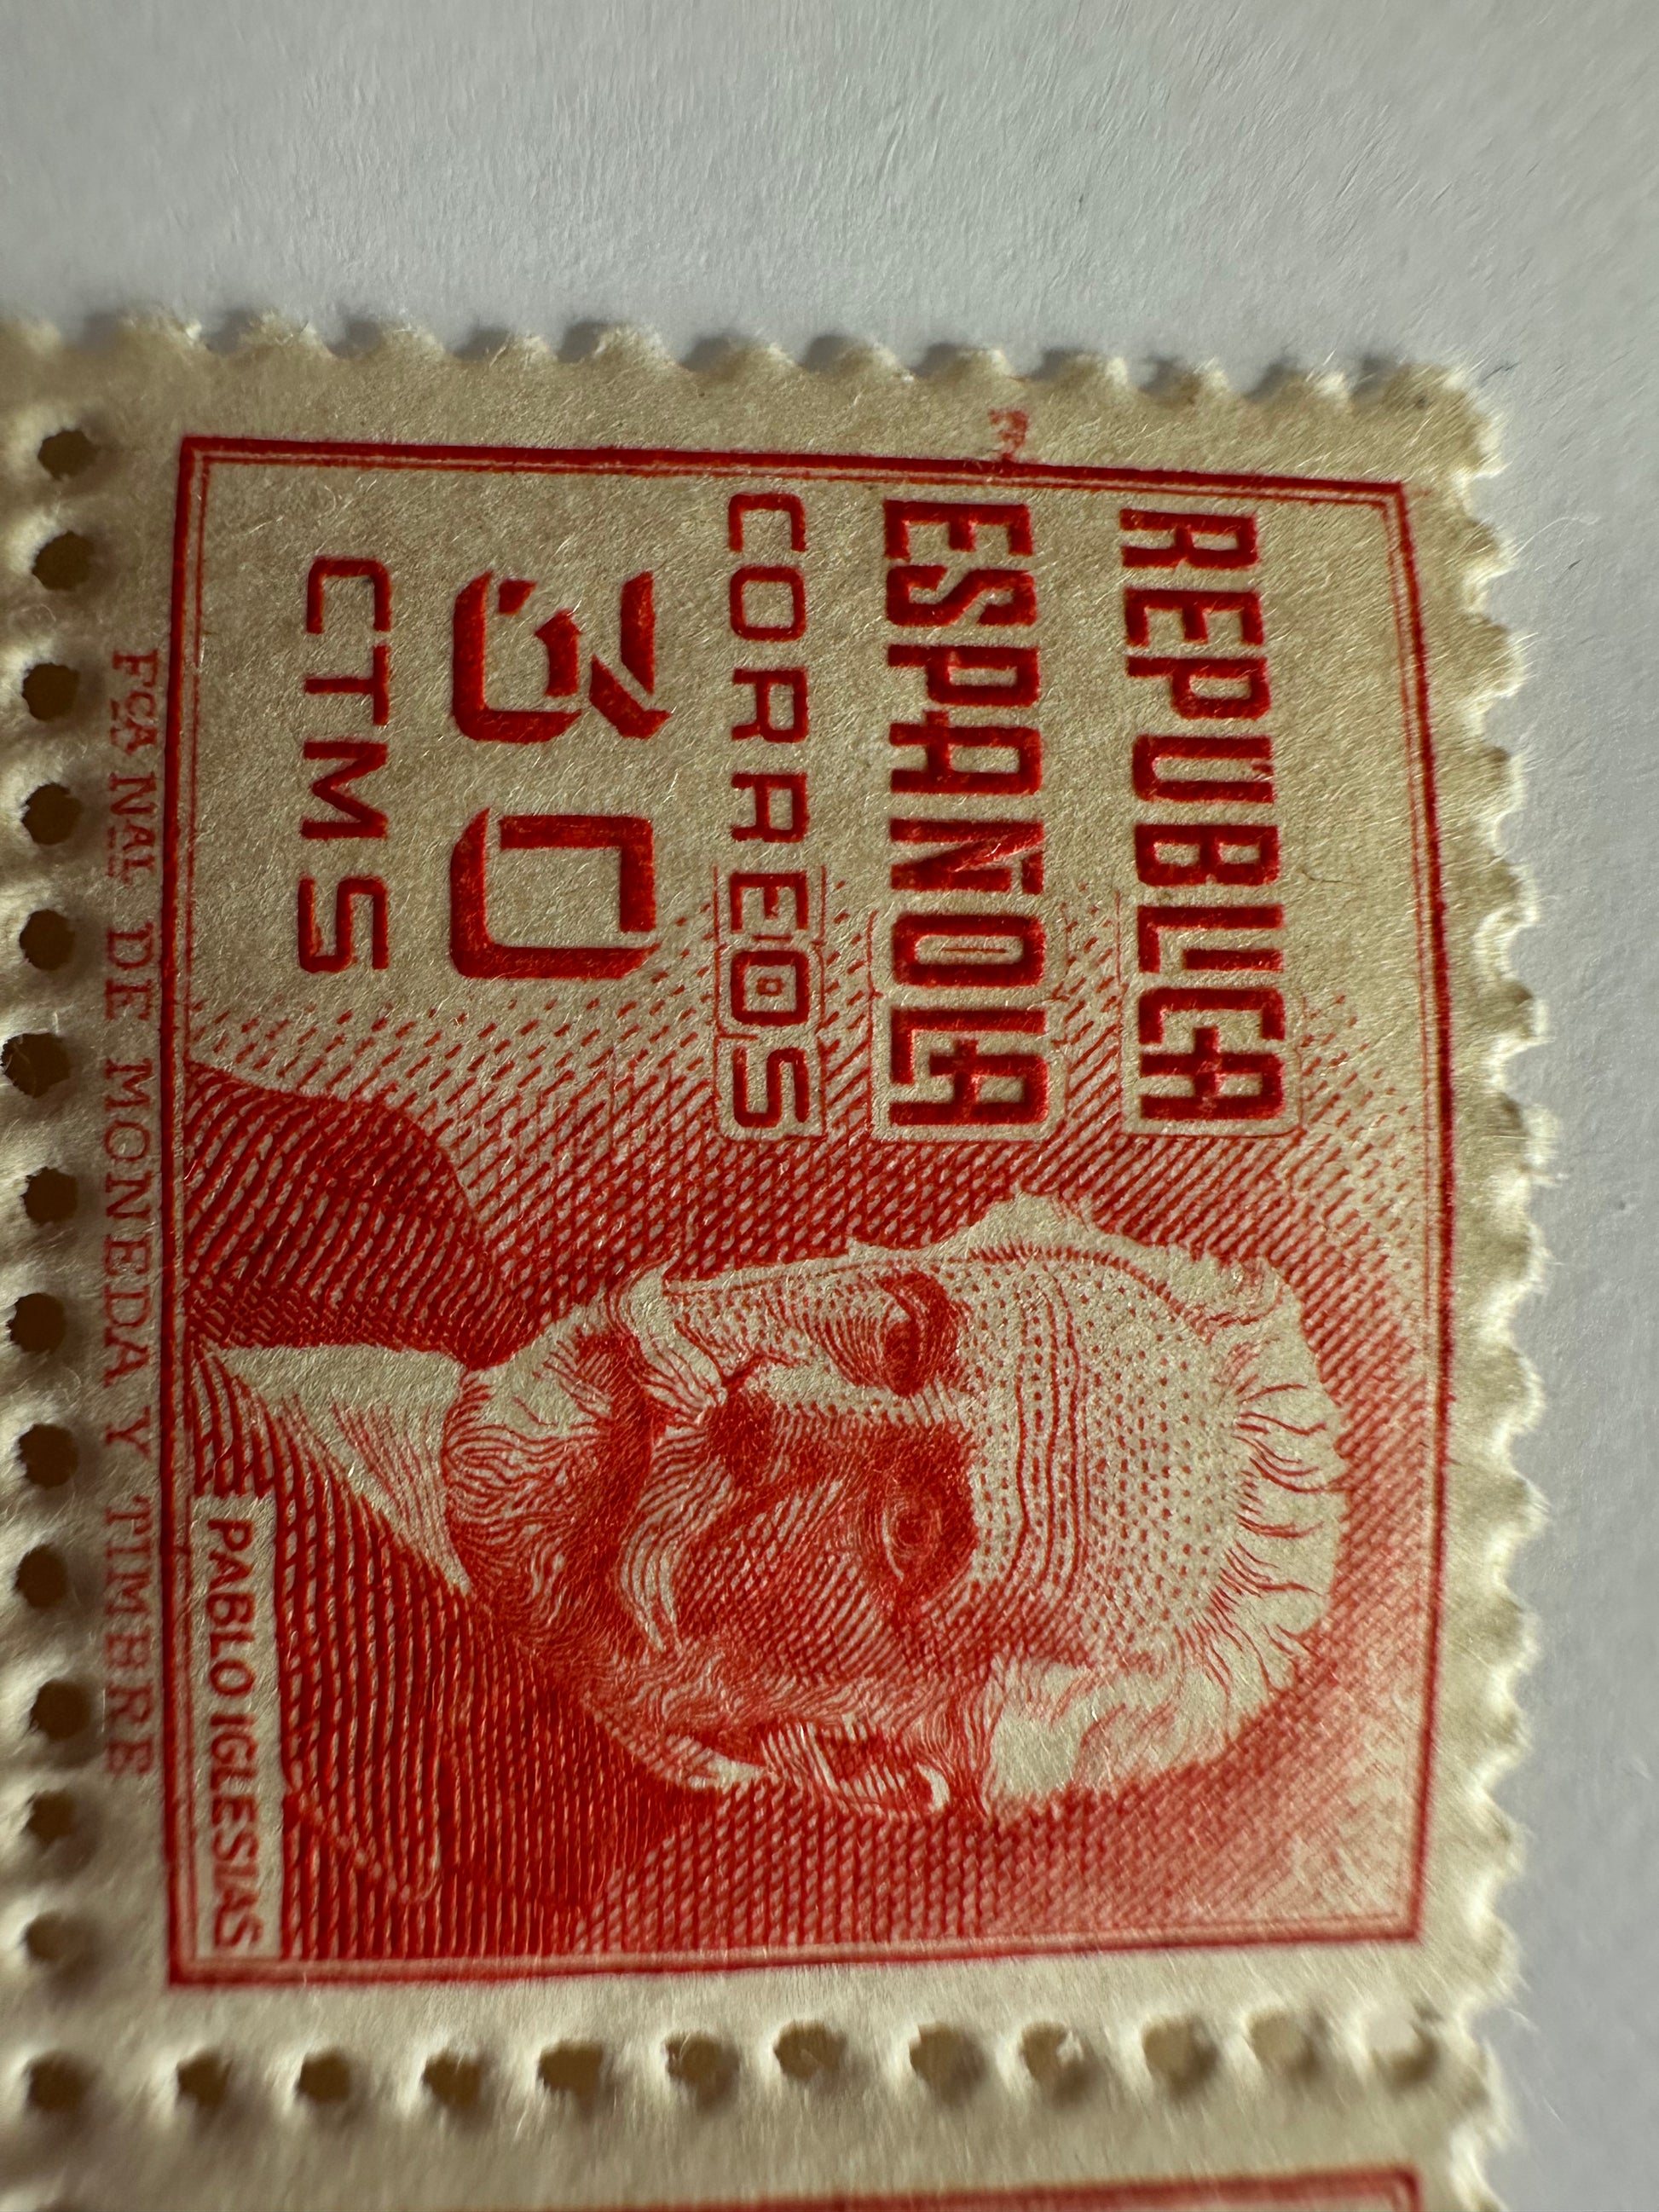 REPUBLICA
ESPAÑOLA
CORREOS
30
CTMS
PABLO IGLESIAS
FCA NAL DE MONEDA Y TIMBRE